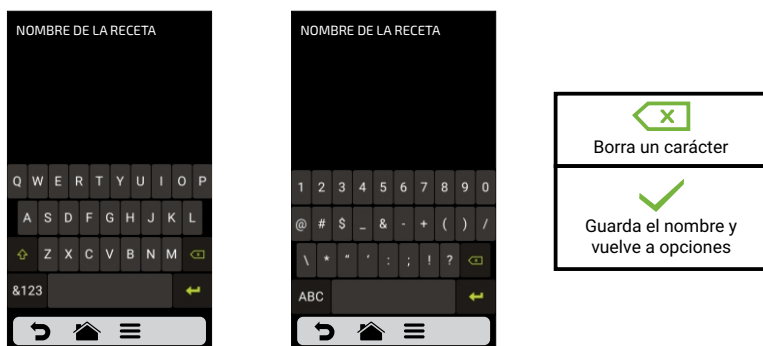 NOMBRE DE LA RECETA
Q W E R T Y U I O P
A S D F G H J K L
Z X C V B N M
&123
NOMBRE DE LA RECETA
1 2 3 4 5 6 7 8 9 0
@ # $ _ & - + ( ) /
\ * " ' : ; ! ?
ABC
Borra un carácter
Guarda el nombre y
vuelve a opciones